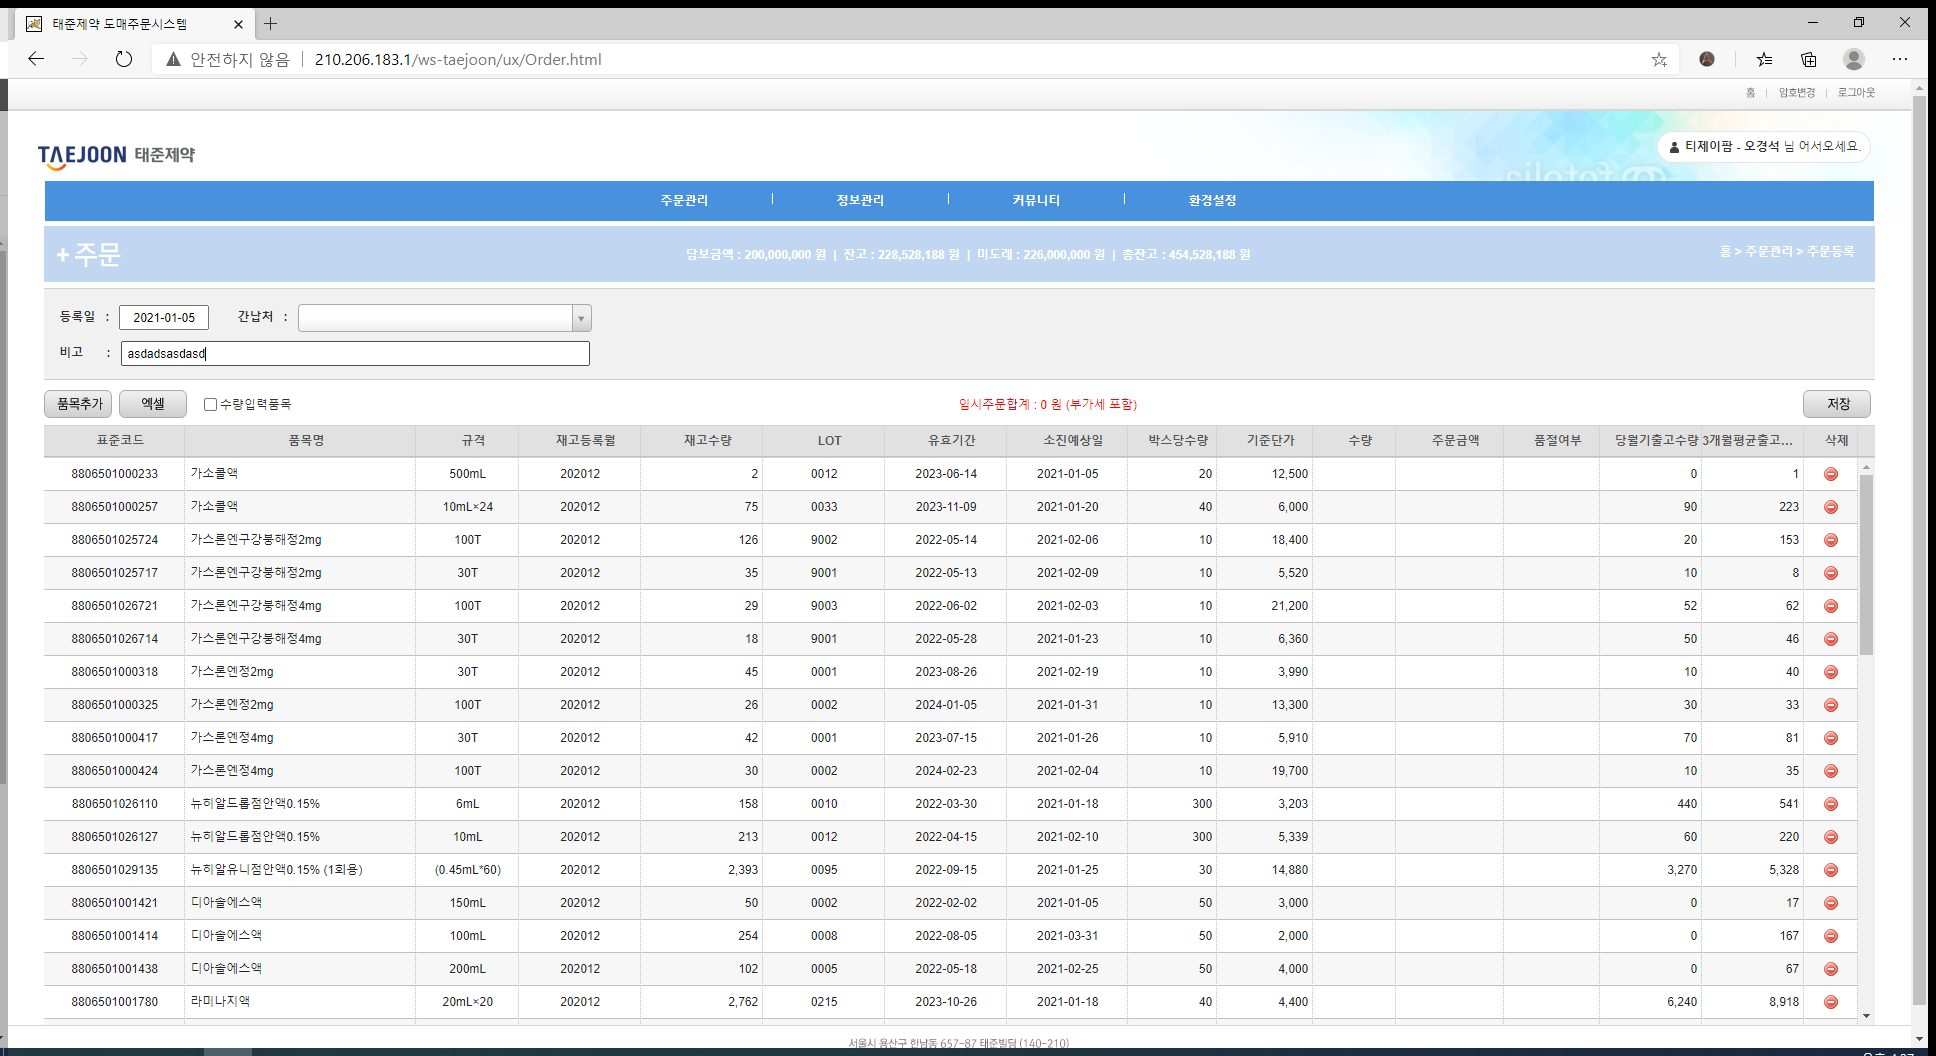 태준제약 도매주문시스템
안전하지 않음 210.206.183.1/ws-taejoon/ux/Order.html
홈 | 암호변경 | 로그아웃
TAEJOON 태준제약
티제이팜 - 오경석 님 어서오세요.
fotolia
주문관리 | 정보관리 | 커뮤니티 | 환경설정
+ 주문 담보금액 : 200,000,000 원 | 잔고 : 228,528,188 원 | 미도래 : 226,000,000 원 | 총잔고 : 454,528,188 원 홈 > 주문관리 > 주문등록
등록일 : 2021-01-05 간납처 :
비고 : asdadsasdasd
품목추가 엑셀 수량입력품목 임시주문합계 : 0 원 (부가세 포함) 저장
표준코드 품목명 규격 재고등록월 재고수량 LOT 유효기간 소진예상일 박스당수량 기준단가 수량 주문금액 품절여부 당월기출고수량 3개월평균출고... 삭제
8806501000233 가소콜액 500mL 202012 2 0012 2023-06-14 2021-01-05 20 12,500 0 1
8806501000257 가소콜액 10mL×24 202012 75 0033 2023-11-09 2021-01-20 40 6,000 90 223
8806501025724 가스론엔구강붕해정2mg 100T 202012 126 9002 2022-05-14 2021-02-06 10 18,400 20 153
8806501025717 가스론엔구강붕해정2mg 30T 202012 35 9001 2022-05-13 2021-02-09 10 5,520 10 8
8806501026721 가스론엔구강붕해정4mg 100T 202012 29 9003 2022-06-02 2021-02-03 10 21,200 52 62
8806501026714 가스론엔구강붕해정4mg 30T 202012 18 9001 2022-05-28 2021-01-23 10 6,360 50 46
8806501000318 가스론엔정2mg 30T 202012 45 0001 2023-08-26 2021-02-19 10 3,990 10 40
8806501000325 가스론엔정2mg 100T 202012 26 0002 2024-01-05 2021-01-31 10 13,300 30 33
8806501000417 가스론엔정4mg 30T 202012 42 0001 2023-07-15 2021-01-26 10 5,910 70 81
8806501000424 가스론엔정4mg 100T 202012 30 0002 2024-02-23 2021-02-04 10 19,700 10 35
8806501026110 뉴히알드롭점안액0.15% 6mL 202012 158 0010 2022-03-30 2021-01-18 300 3,203 440 541
8806501026127 뉴히알드롭점안액0.15% 10mL 202012 213 0012 2022-04-15 2021-02-10 300 5,339 60 220
8806501029135 뉴히알유니점안액0.15% (1회용) (0.45mL*60) 202012 2,393 0095 2022-09-15 2021-01-25 30 14,880 3,270 5,328
8806501001421 디아솔에스액 150mL 202012 50 0002 2022-02-02 2021-01-05 50 3,000 0 17
8806501001414 디아솔에스액 100mL 202012 254 0008 2022-08-05 2021-03-31 50 2,000 0 167
8806501001438 디아솔에스액 200mL 202012 102 0005 2022-05-18 2021-02-25 50 4,000 0 67
8806501001780 라미나지액 20mL×20 202012 2,762 0215 2023-10-26 2021-01-18 40 4,400 6,240 8,918
서울시 용산구 한남동 657-87 태준빌딩 (140-210)